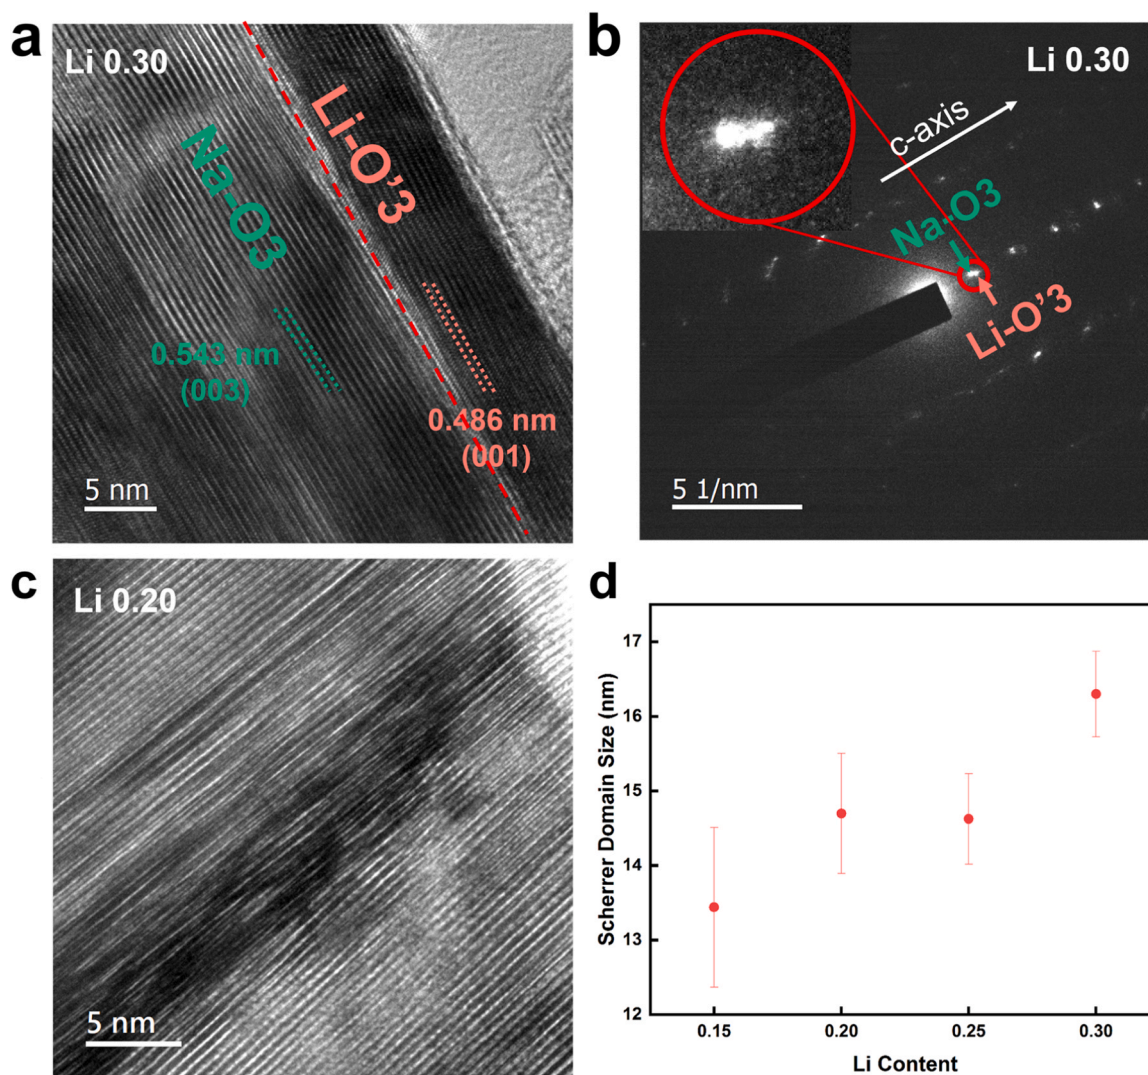 a
Li 0.30
Na-O3
Li-O'3
0.543 nm
(003)
0.486 nm
(001)
5 nm
b
Li 0.30
c-axis
Na-O3
Li-O'3
5 1/nm
c
Li 0.20
5 nm
d
Scherrer Domain Size (nm)
17
16
15
14
13
12
0.15 0.20 0.25 0.30
Li Content